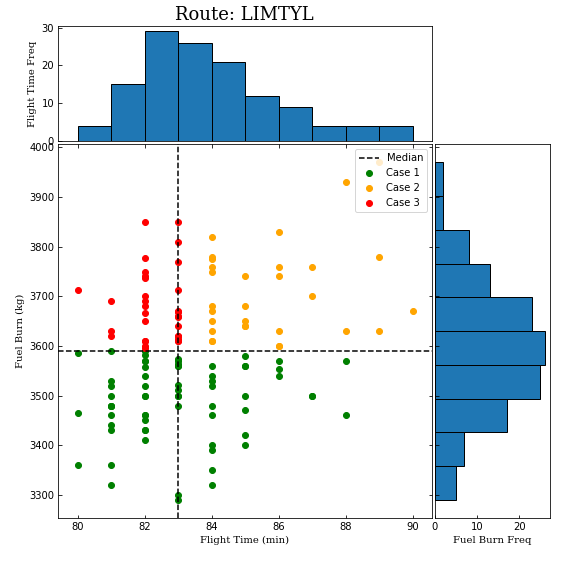 Route: LIMTYL
Flight Time Freq
30
20
10
0
Fuel Burn (kg)
4000
3900
3800
3700
3600
3500
3400
3300
Median
Case 1
Case 2
Case 3
80 82 84 86 88 90
Flight Time (min)
0 10 20
Fuel Burn Freq